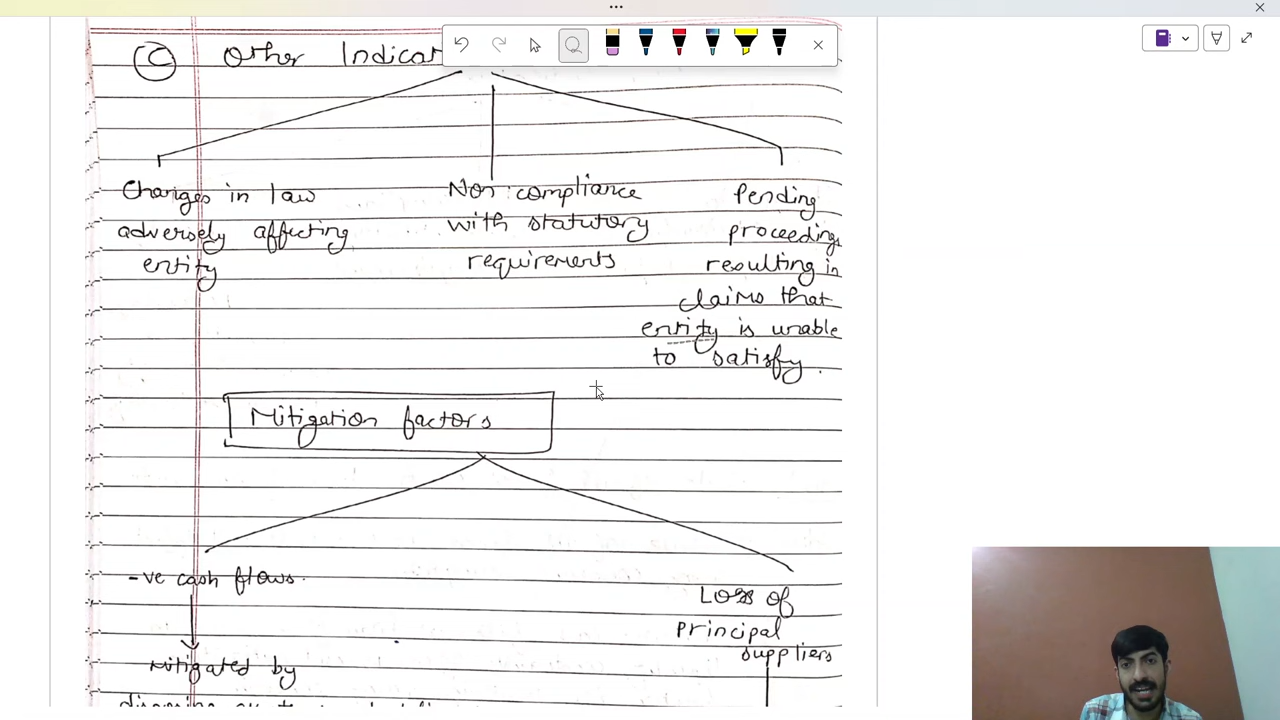 C Other Indicat
Changes in law
adversely affecting
entity
Non compliance
with statutory
requirements
Pending
proceedings
resulting in
claims that
entity is unable
to satisfy.
Mitigation factors
-ve cash flows.
Mitigated by
Loss of
principal
suppliers